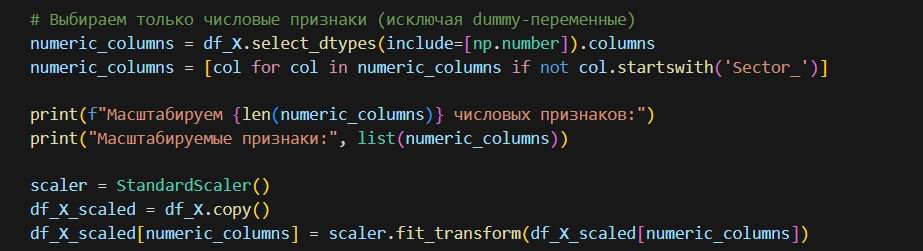 # Выбираем только числовые признаки (исключая dummy-переменные)
numeric_columns = df_X.select_dtypes(include=[np.number]).columns
numeric_columns = [col for col in numeric_columns if not col.startswith('Sector_')]
print(f"Масштабируем {len(numeric_columns)} числовых признаков:")
print("Масштабируемые признаки:", list(numeric_columns))
scaler = StandardScaler()
df_X_scaled = df_X.copy()
df_X_scaled[numeric_columns] = scaler.fit_transform(df_X_scaled[numeric_columns])